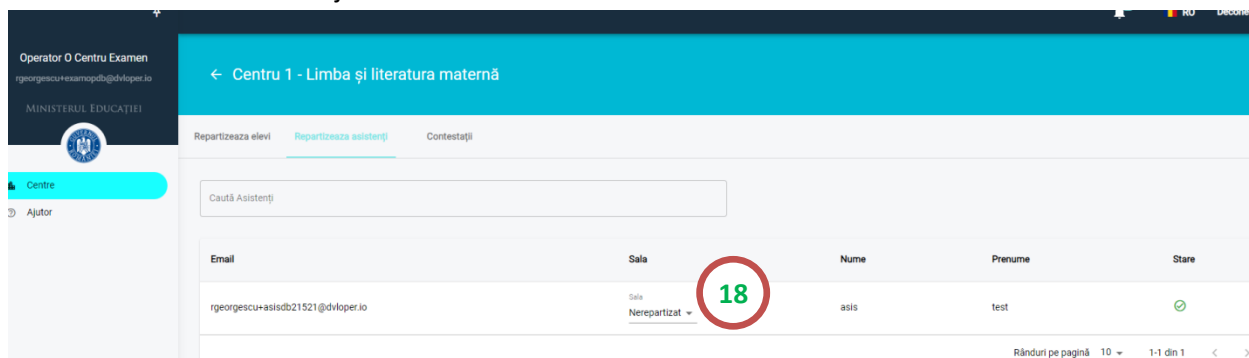 RO Decone
Operator O Centru Examen
rgeorgescu+examopdb@dvloper.io
MINISTERUL EDUCAȚIEI
← Centru 1 - Limba și literatura maternă
Repartizeaza elevi Repartizeaza asistenți Contestații
Centre
Ajutor
Caută Asistenți
Email Sala Nume Prenume Stare
Sala
rgeorgescu+asisdb21521@dvloper.io Nerepartizat 18 asis test
Rânduri pe pagină 10 1-1 din 1